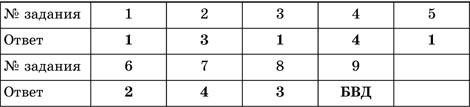 № задания 1 2 3 4 5
Ответ 1 3 1 4 1
№ задания 6 7 8 9
Ответ 2 4 3 БВД